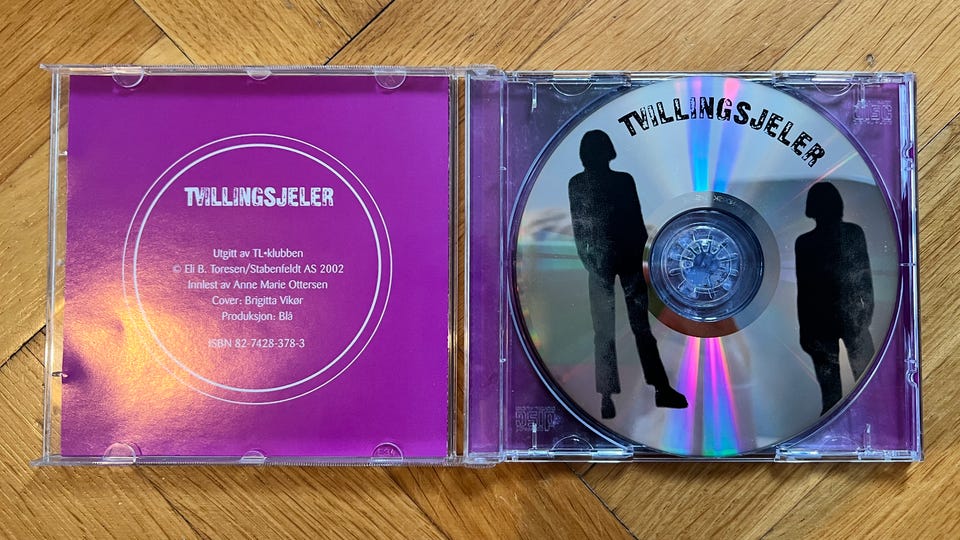 TVILLINGSJELER
Utgitt av TL•klubben
© Eli B. Toresen/Stabenfeldt AS 2002
Innlest av Anne Marie Ottersen
Cover: Brigitta Vikør
Produksjon: Blå
ISBN 82-7428-378-3
TVILLINGSJELER